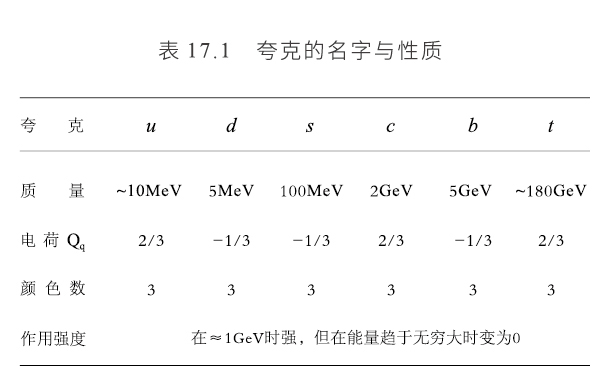 表 17.1 夸克的名字与性质
夸克 u d s c b t
质量 ~10MeV 5MeV 100MeV 2GeV 5GeV ~180GeV
电荷 Qq 2/3 −1/3 −1/3 2/3 −1/3 2/3
颜色数 3 3 3 3 3 3
作用强度 在≈1GeV时强，但在能量趋于无穷大时变为0